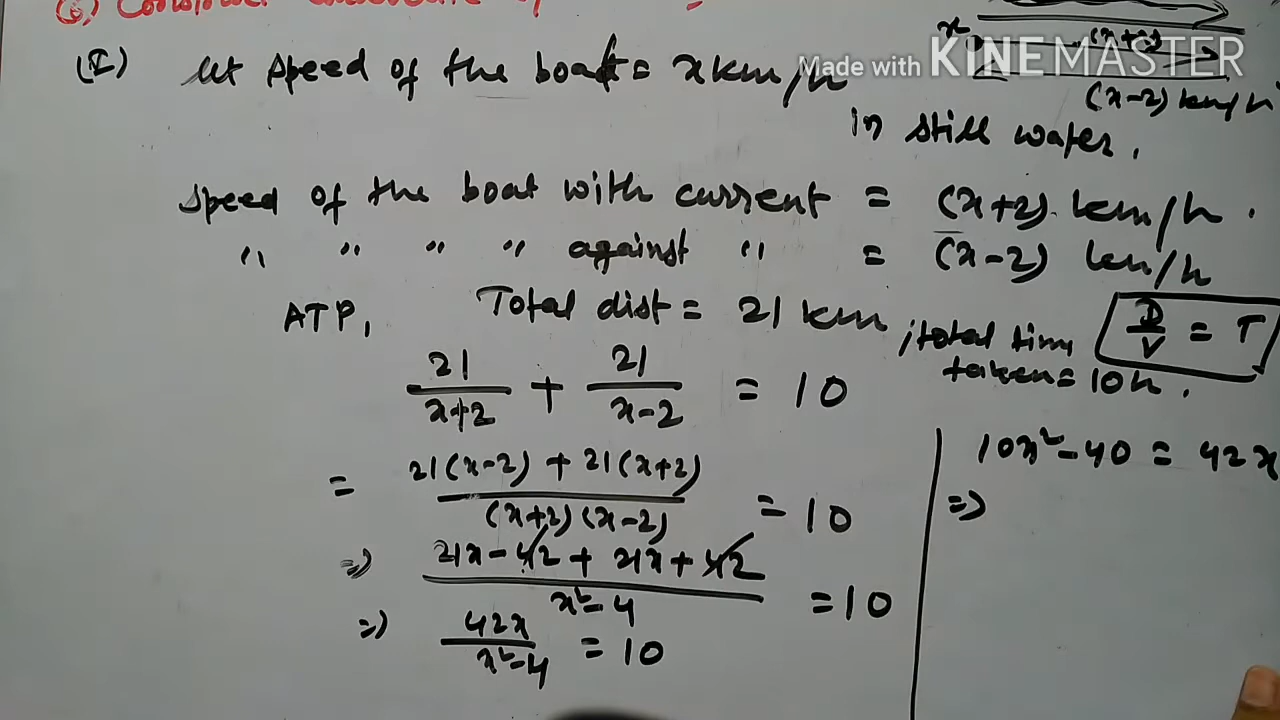 (I) let speed of the boat = x km/h
in still water.
x
(x+2)
(x-2) km/h
Made with KINEMASTER
speed of the boat with current = (x+2). km/h.
" " " " against " = (x-2) km/h
ATP, Total dist = 21 km, total time taken = 10h.
D/V = T
21/x+2 + 21/x-2 = 10
= 21(x-2) + 21(x+2)/(x+2)(x-2) = 10
=) 21x-42 + 21x+42/x²-4 = 10
=) 42x/x²-4 = 10
10x²-40 = 42x
=)